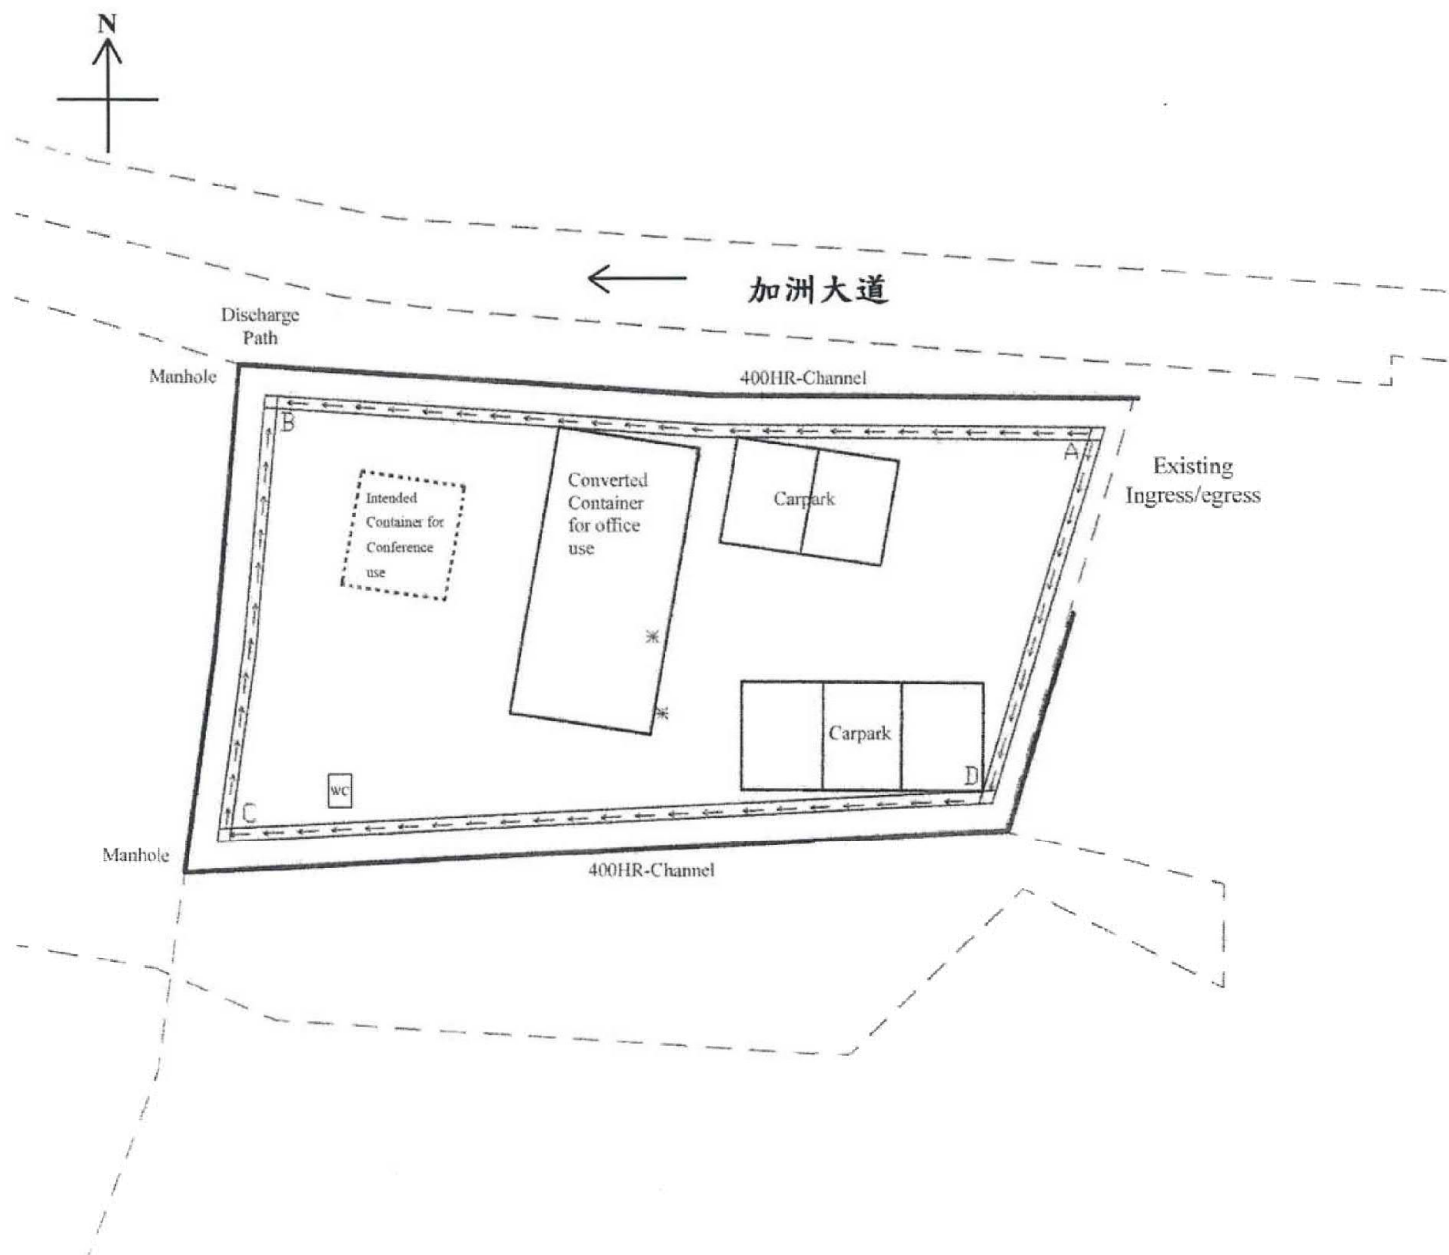 N
加洲大道
Discharge
Path
Manhole
400HR-Channel
B
A
Existing
Ingress/egress
Intended
Container for
Conference
use
Converted
Container
for office
use
Carpark
Carpark
D
WC
C
Manhole
400HR-Channel